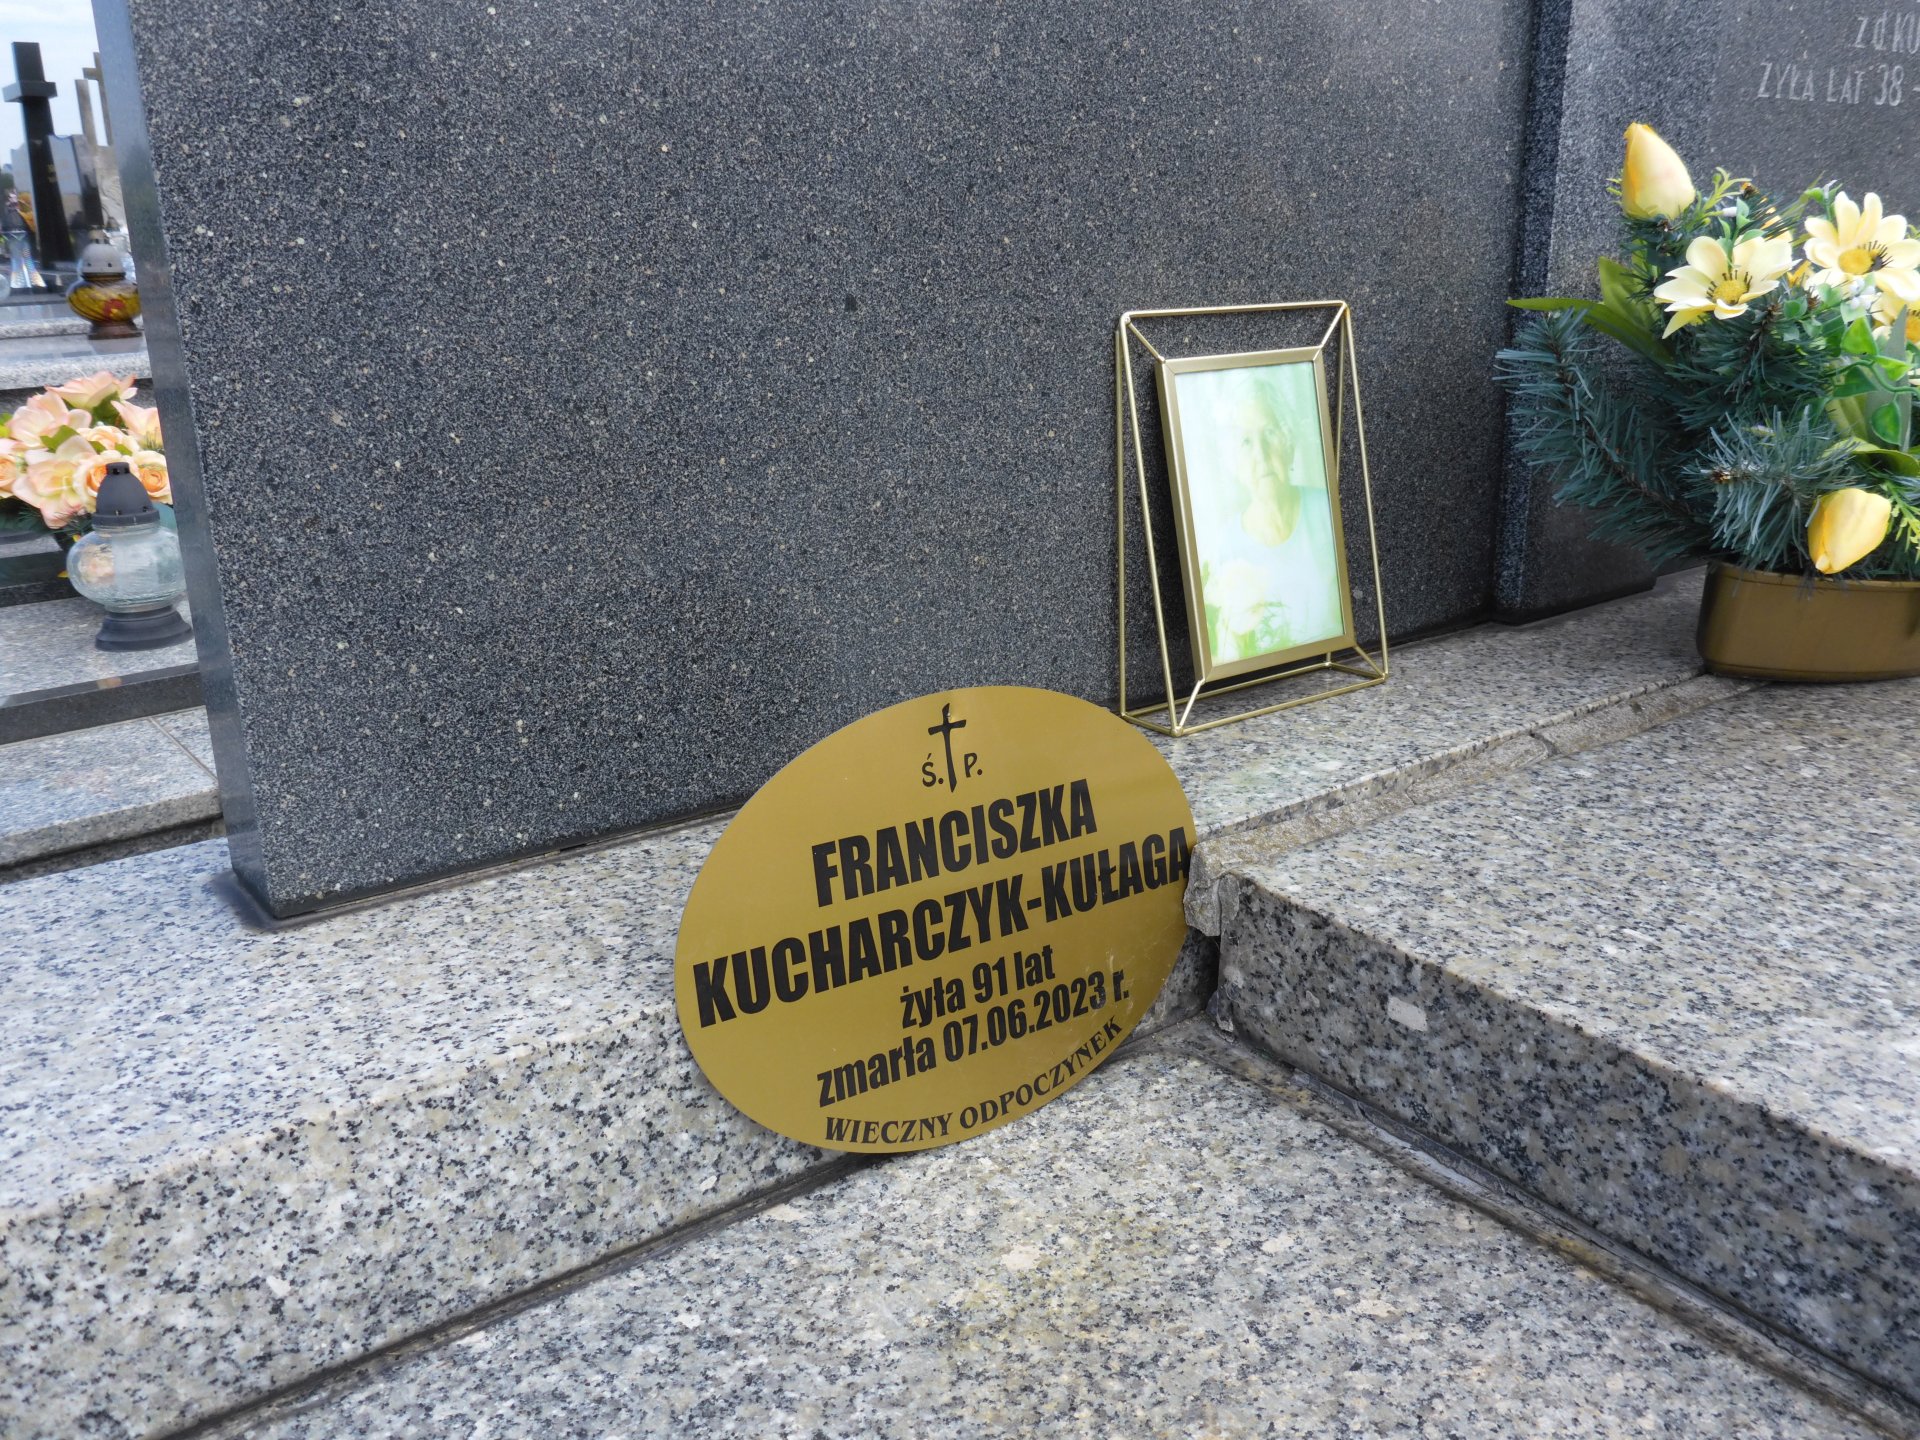 ŻYŁA LAT 38
Ś. P.
FRANCISZKA
KUCHARCZYK-KUŁAGA
żyła 91 lat
zmarła 07.06.2023 r.
WIECZNY ODPOCZYNEK